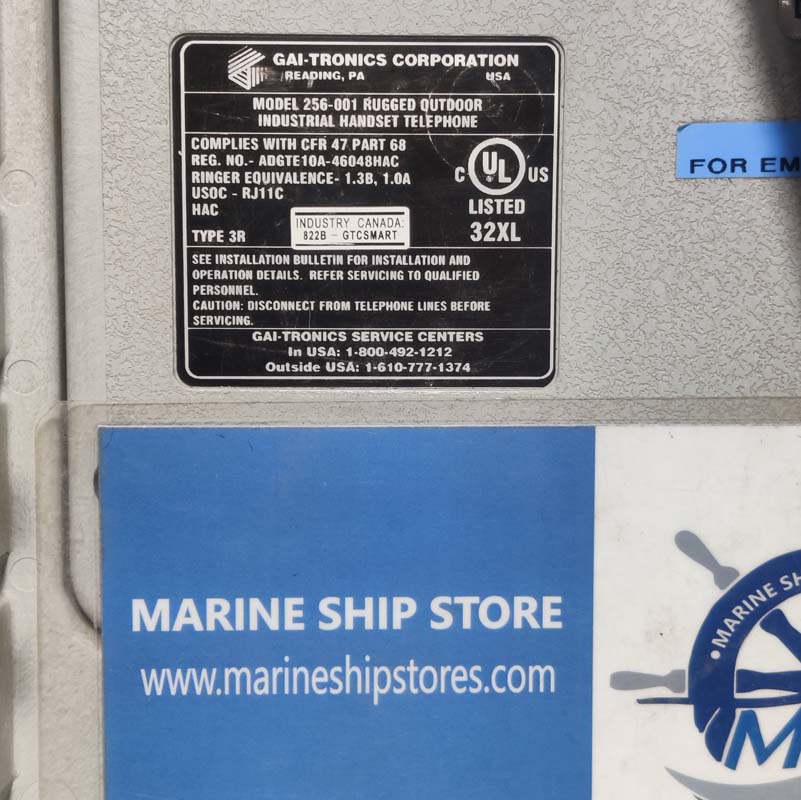 GAI-TRONICS CORPORATION
READING, PA USA
MODEL 256-001 RUGGED OUTDOOR
INDUSTRIAL HANDSET TELEPHONE
COMPLIES WITH CFR 47 PART 68
REG. NO.- ADGTE10A-46048HAC
RINGER EQUIVALENCE- 1.3B, 1.0A
USOC - RJ11C
HAC
TYPE 3R
INDUSTRY CANADA:
822B - GTCSMART
C UL US
LISTED
32XL
SEE INSTALLATION BULLETIN FOR INSTALLATION AND
OPERATION DETAILS. REFER SERVICING TO QUALIFIED
PERSONNEL.
CAUTION: DISCONNECT FROM TELEPHONE LINES BEFORE
SERVICING.
GAI-TRONICS SERVICE CENTERS
In USA: 1-800-492-1212
Outside USA: 1-610-777-1374
FOR EM
MARINE SHIP STORE
www.marineshipstores.com
•MARINE SH
M